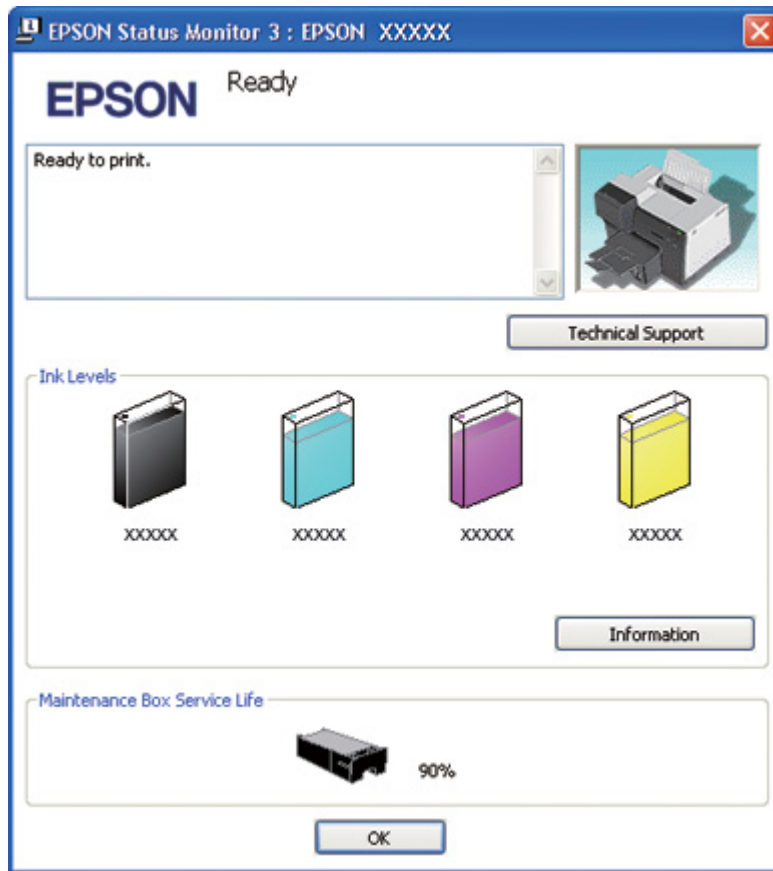 EPSON Status Monitor 3 : EPSON XXXXX
EPSON
Ready
Ready to print.
Technical Support
Ink Levels
XXXXX XXXXX XXXXX XXXXX
Information
Maintenance Box Service Life
90%
OK